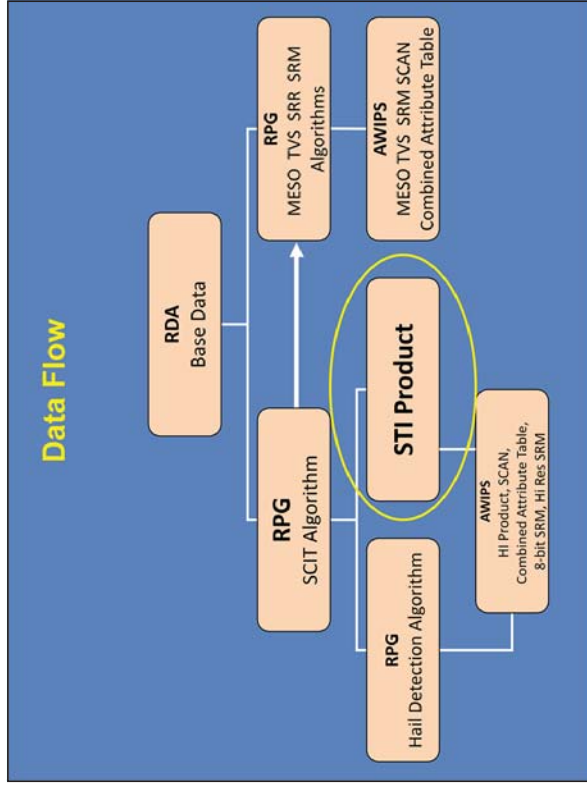 Data Flow
RDA
Base Data
RPG
SCIT Algorithm
RPG
MESO TVS SRR SRM
Algorithms
RPG
Hail Detection Algorithm
STI Product
AWIPS
MESO TVS SRM SCAN
Combined Attribute Table
AWIPS
HI Product, SCAN,
Combined Attribute Table,
8-bit SRM, Hi Res SRM